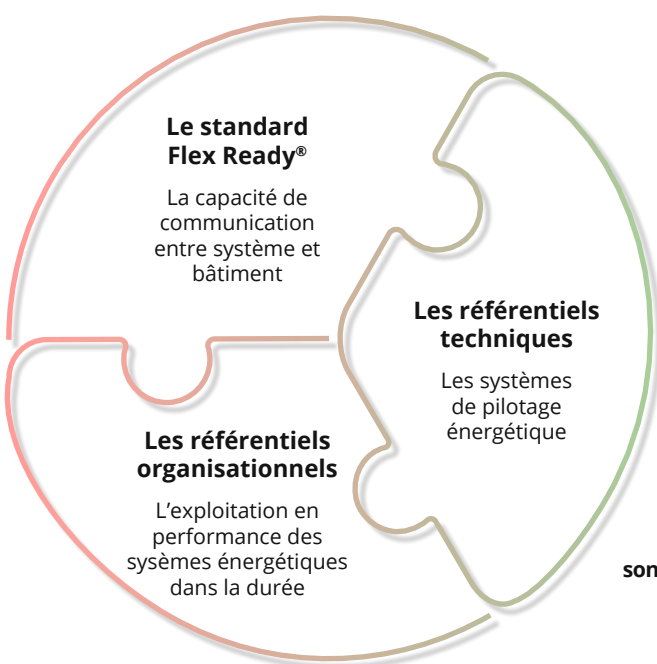 Le standard
Flex Ready®
La capacité de
communication
entre système et
bâtiment
Les référentiels
techniques
Les systèmes
de pilotage
énergétique
Les référentiels
organisationnels
L'exploitation en
performance des
sysèmes énergétiques
dans la durée
son